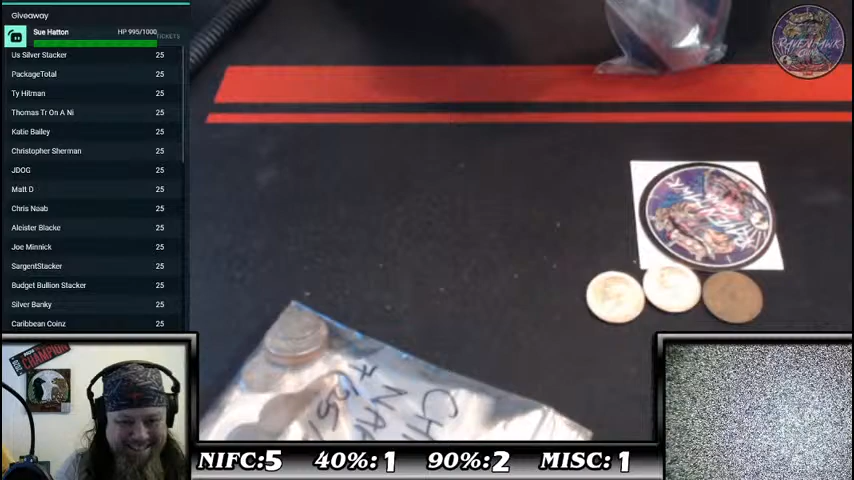 Giveaway
Sue Hatton HP 995/1000
TICKETS
Us Silver Stacker 25
PackageTotal 25
Ty Hitman 25
Thomas Tr On A Ni 25
Katie Bailey 25
Christopher Sherman 25
JDOG 25
Matt D 25
Chris Naab 25
Aleister Blacke 25
Joe Minnick 25
SargentStacker 25
Budget Bullion Stacker 25
Silver Banky 25
Caribbean Coinz 25
CHAMPION
NIFC:5 40%:1 90%:2 MISC:1